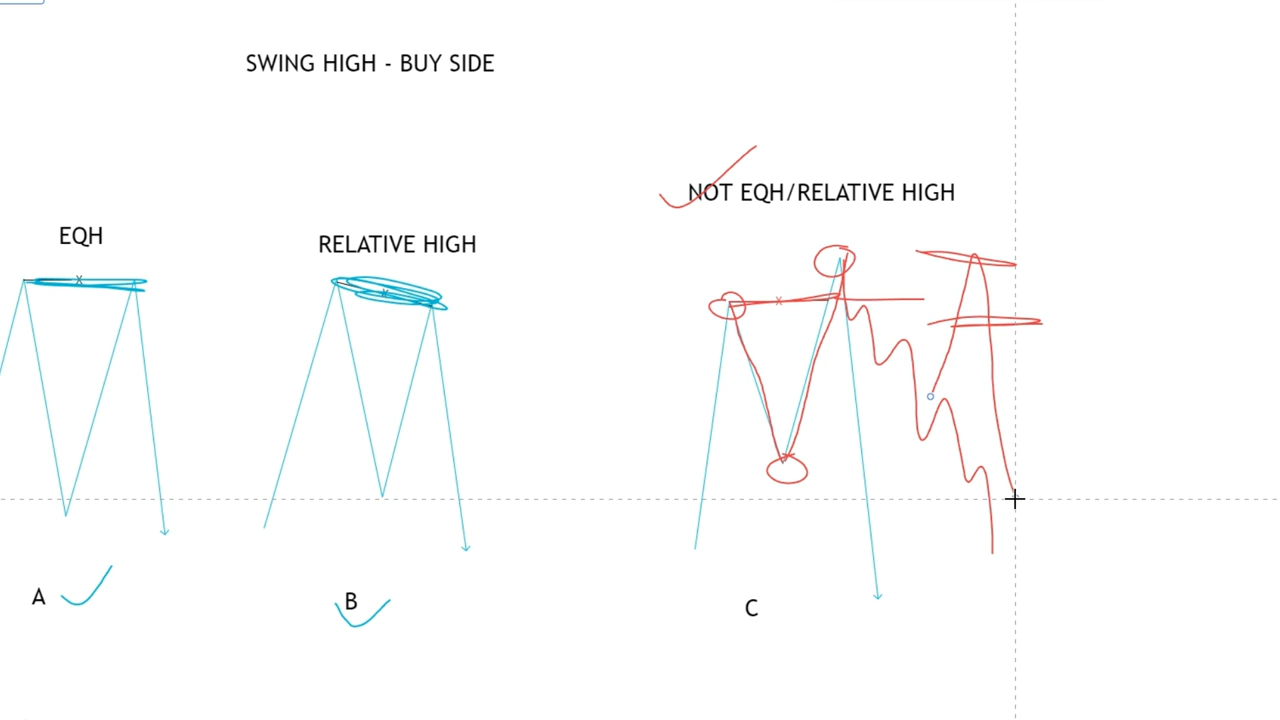 SWING HIGH - BUY SIDE
NOT EQH/RELATIVE HIGH
EQH
RELATIVE HIGH
x
x
x
A
B
C